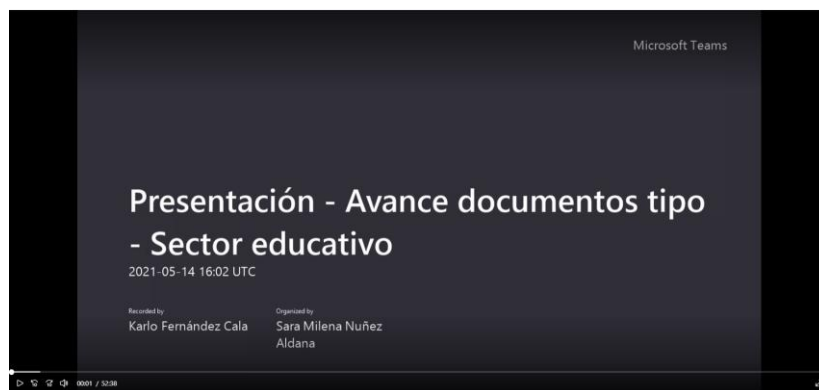 Microsoft Teams
Presentación - Avance documentos tipo
- Sector educativo
2021-05-14 16:02 UTC
Recorded by
Organized by
Karlo Fernández Cala
Sara Milena Nuñez
Aldana
00:01 / 52:38